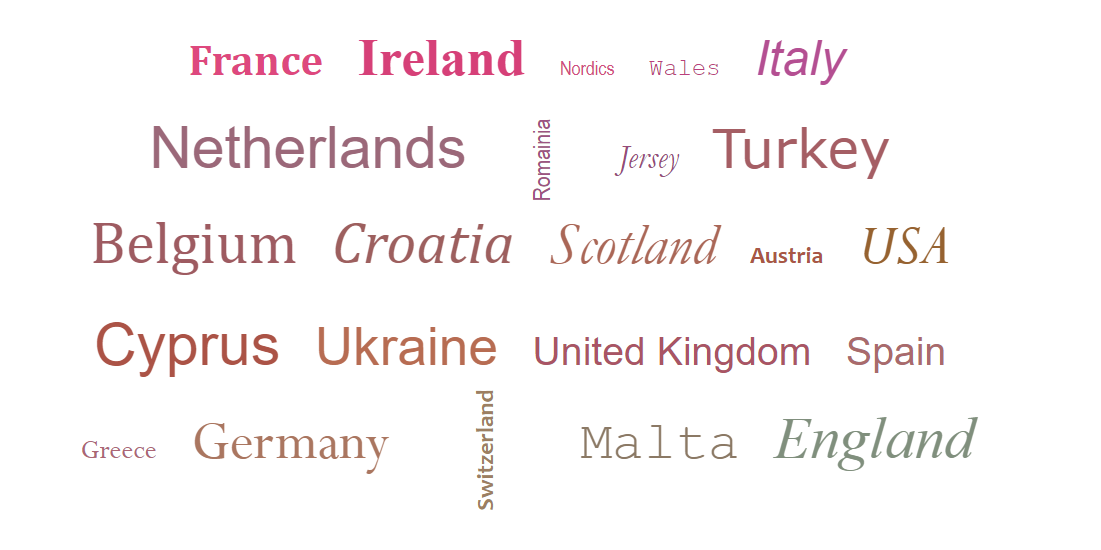 France Ireland Nordics Wales Italy
Netherlands Romainia Jersey Turkey
Belgium Croatia Scotland Austria USA
Cyprus Ukraine United Kingdom Spain
Greece Germany Switzerland Malta England